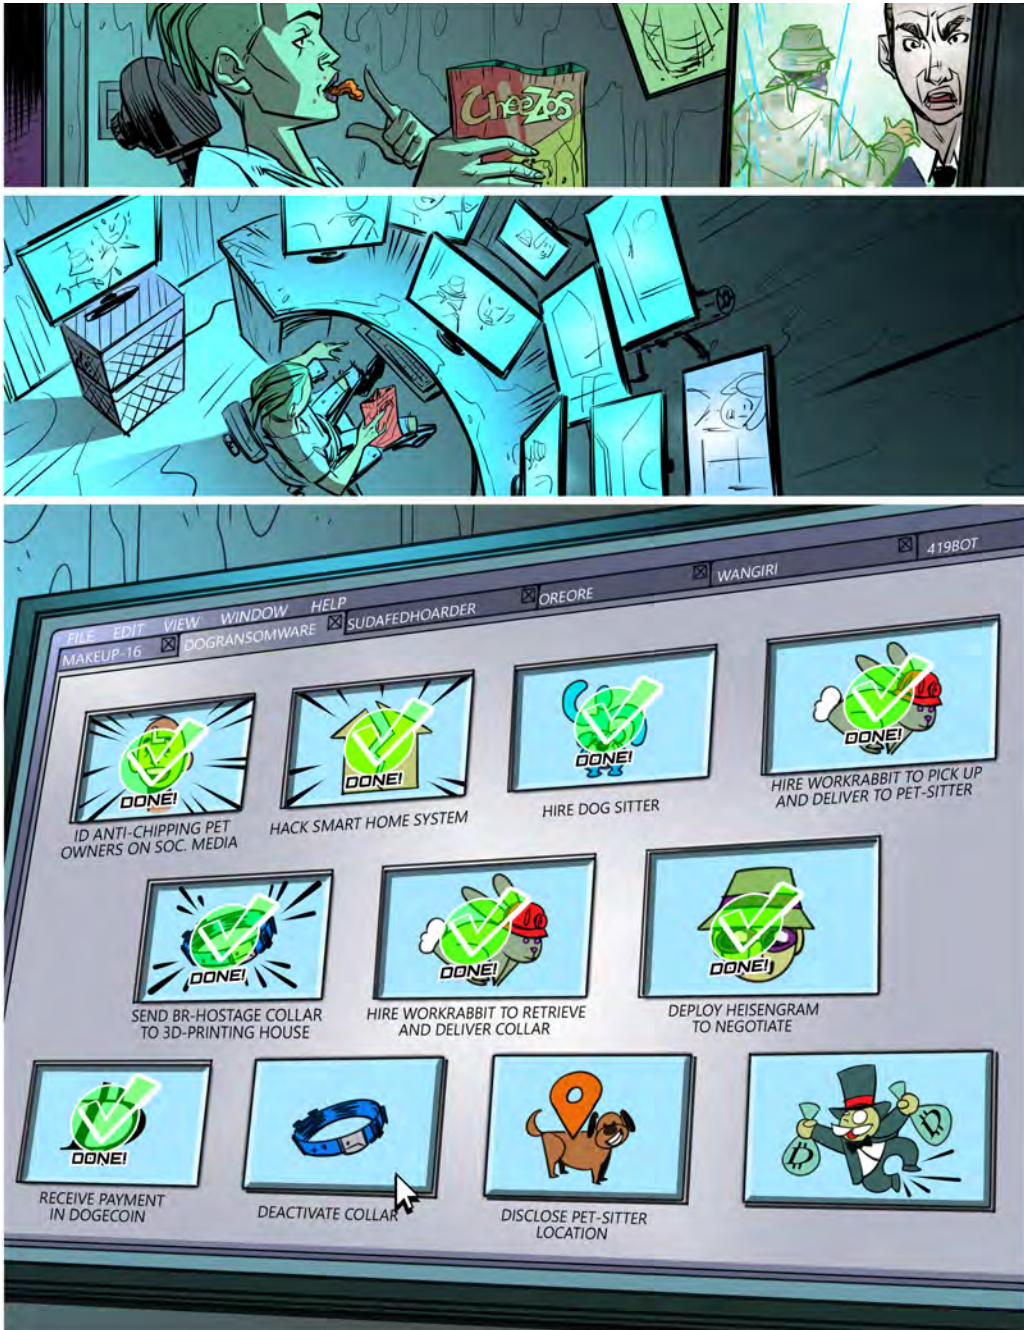 CheeZos
FILE EDIT VIEW WINDOW HELP
MAKEUP-16
DOGRANSOMWARE
SUDAFEDHOARDER
OREORE
WANGIRI
419BOT
DONE!
ID ANTI-CHIPPING PET
OWNERS ON SOC. MEDIA
DONE!
HACK SMART HOME SYSTEM
DONE!
HIRE DOG SITTER
DONE!
HIRE WORKRABBIT TO PICK UP
AND DELIVER TO PET-SITTER
DONE!
SEND BR-HOSTAGE COLLAR
TO 3D-PRINTING HOUSE
DONE!
HIRE WORKRABBIT TO RETRIEVE
AND DELIVER COLLAR
DONE!
DEPLOY HEISENGRAM
TO NEGOTIATE
DONE!
RECEIVE PAYMENT
IN DOGECOIN
DEACTIVATE COLLAR
DISCLOSE PET-SITTER
LOCATION